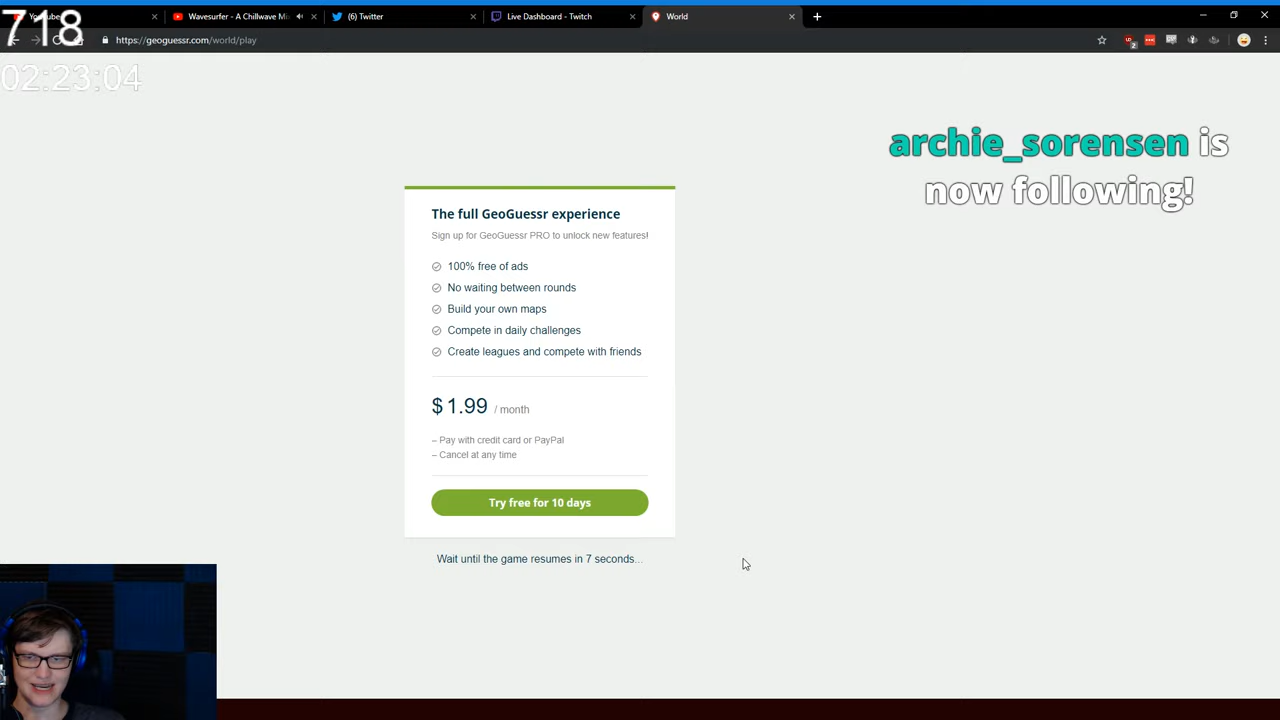 718
Wavesurfer - A Chillwave Mi
(6) Twitter
Live Dashboard - Twitch
World
https://geoguessr.com/world/play
2
02:23:04
archie_sorensen is
now following!
The full GeoGuessr experience
Sign up for GeoGuessr PRO to unlock new features!
100% free of ads
No waiting between rounds
Build your own maps
Compete in daily challenges
Create leagues and compete with friends
$ 1.99 / month
– Pay with credit card or PayPal
– Cancel at any time
Try free for 10 days
Wait until the game resumes in 7 seconds...